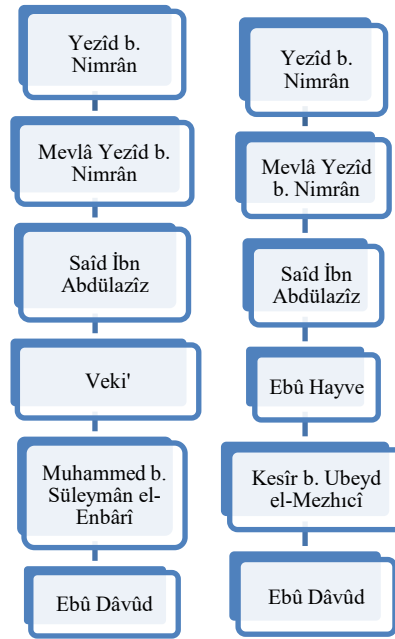 Yezîd b.
Nimrân
Mevlâ Yezîd b.
Nimrân
Saîd İbn
Abdülazîz
Veki'
Muhammed b.
Süleymân el-
Enbârî
Ebû Dâvûd
Yezîd b.
Nimrân
Mevlâ Yezîd
b. Nimrân
Saîd İbn
Abdülazîz
Ebû Hayve
Kesîr b. Ubeyd
el-Mezhıcî
Ebû Dâvûd